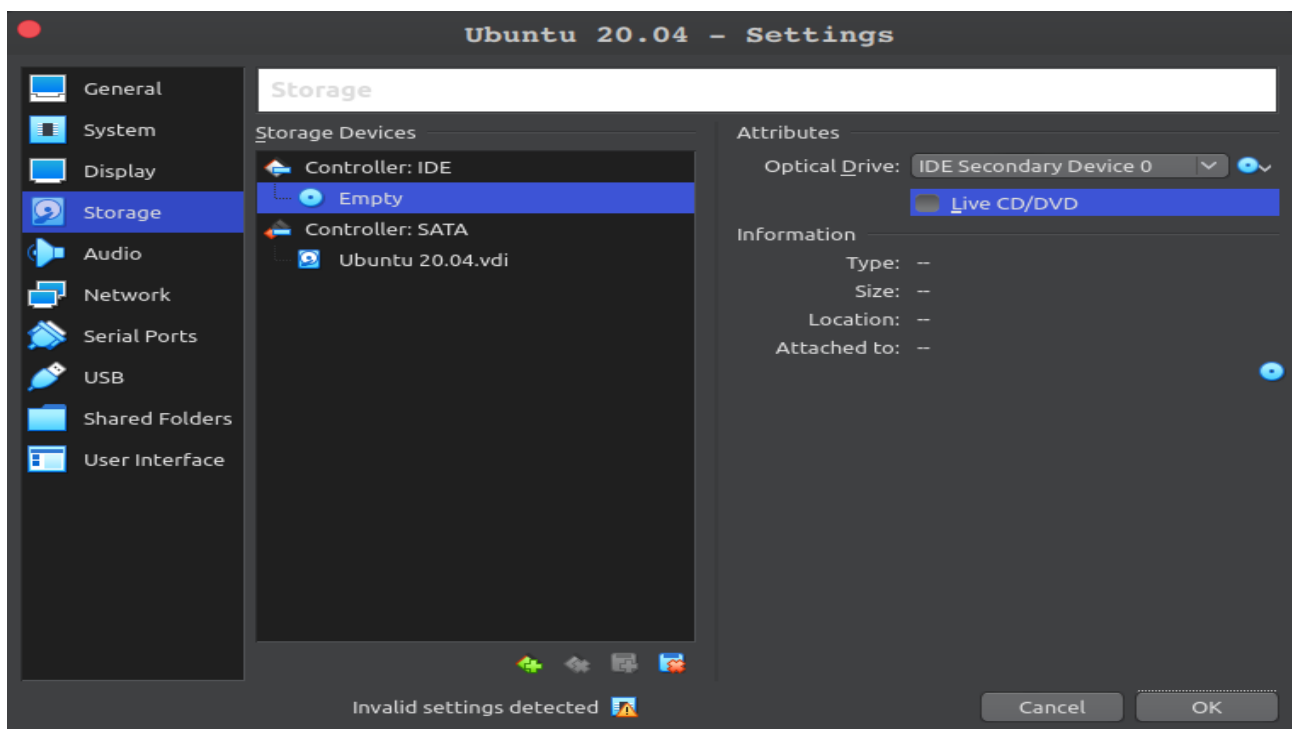 Ubuntu 20.04 – Settings
General
System
Display
Storage
Audio
Network
Serial Ports
USB
Shared Folders
User Interface
Storage
Storage Devices
Controller: IDE
Empty
Controller: SATA
Ubuntu 20.04.vdi
Attributes
Optical Drive: IDE Secondary Device 0
Live CD/DVD
Information
Type: --
Size: --
Location: --
Attached to: --
Invalid settings detected
Cancel
OK